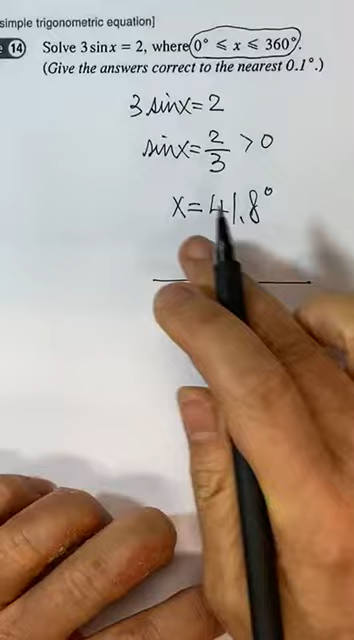 simple trigonometric equation]
14 Solve 3 sin x = 2, where 0° ⩽ x ⩽ 360°.
(Give the answers correct to the nearest 0.1°.)
3 sinx = 2
sinx = 2/3 > 0
x = 41.8°